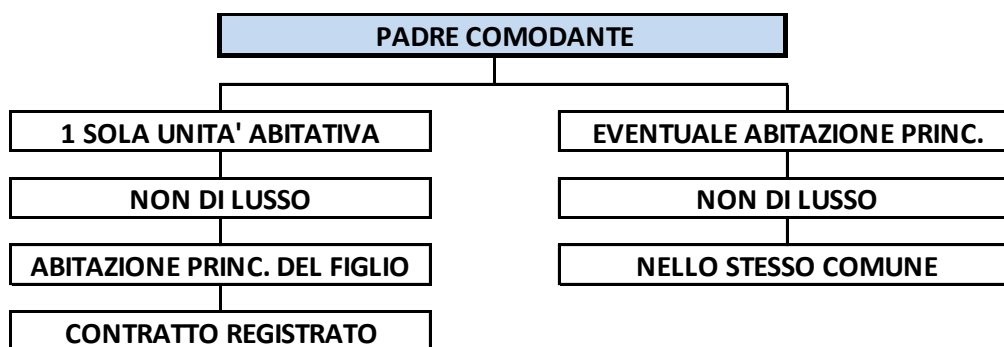 PADRE COMODANTE
1 SOLA UNITA' ABITATIVA
NON DI LUSSO
ABITAZIONE PRINC. DEL FIGLIO
CONTRATTO REGISTRATO
EVENTUALE ABITAZIONE PRINC.
NON DI LUSSO
NELLO STESSO COMUNE